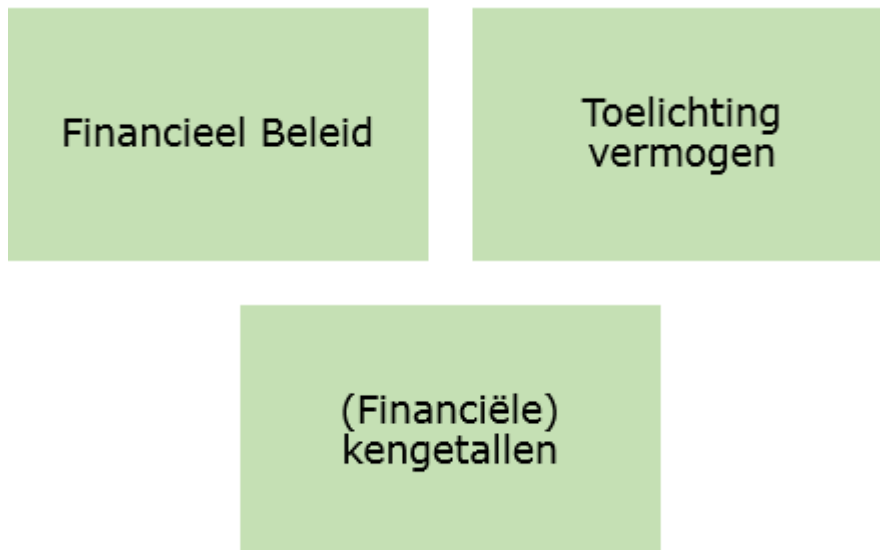 Financieel Beleid
Toelichting
vermogen
(Financiële)
kengetallen